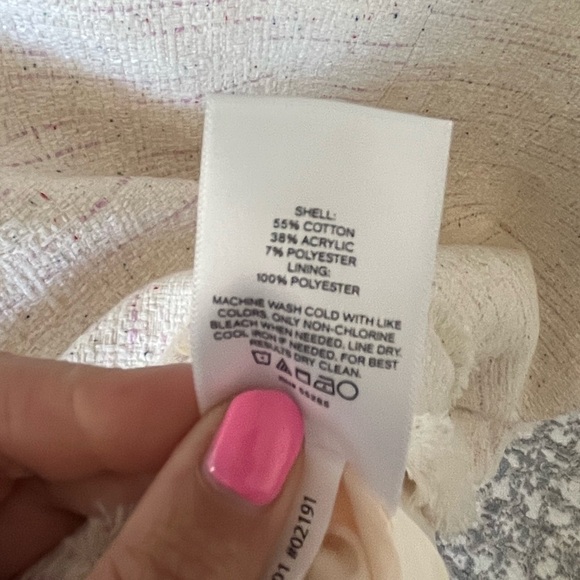 SHELL:
55% COTTON
38% ACRYLIC
7% POLYESTER
LINING:
100% POLYESTER
MACHINE WASH COLD WITH LIKE
COLORS. ONLY NON-CHLORINE
BLEACH WHEN NEEDED. LINE DRY.
COOL IRON IF NEEDED. FOR BEST
RESULTS DRY CLEAN.
01 #02191